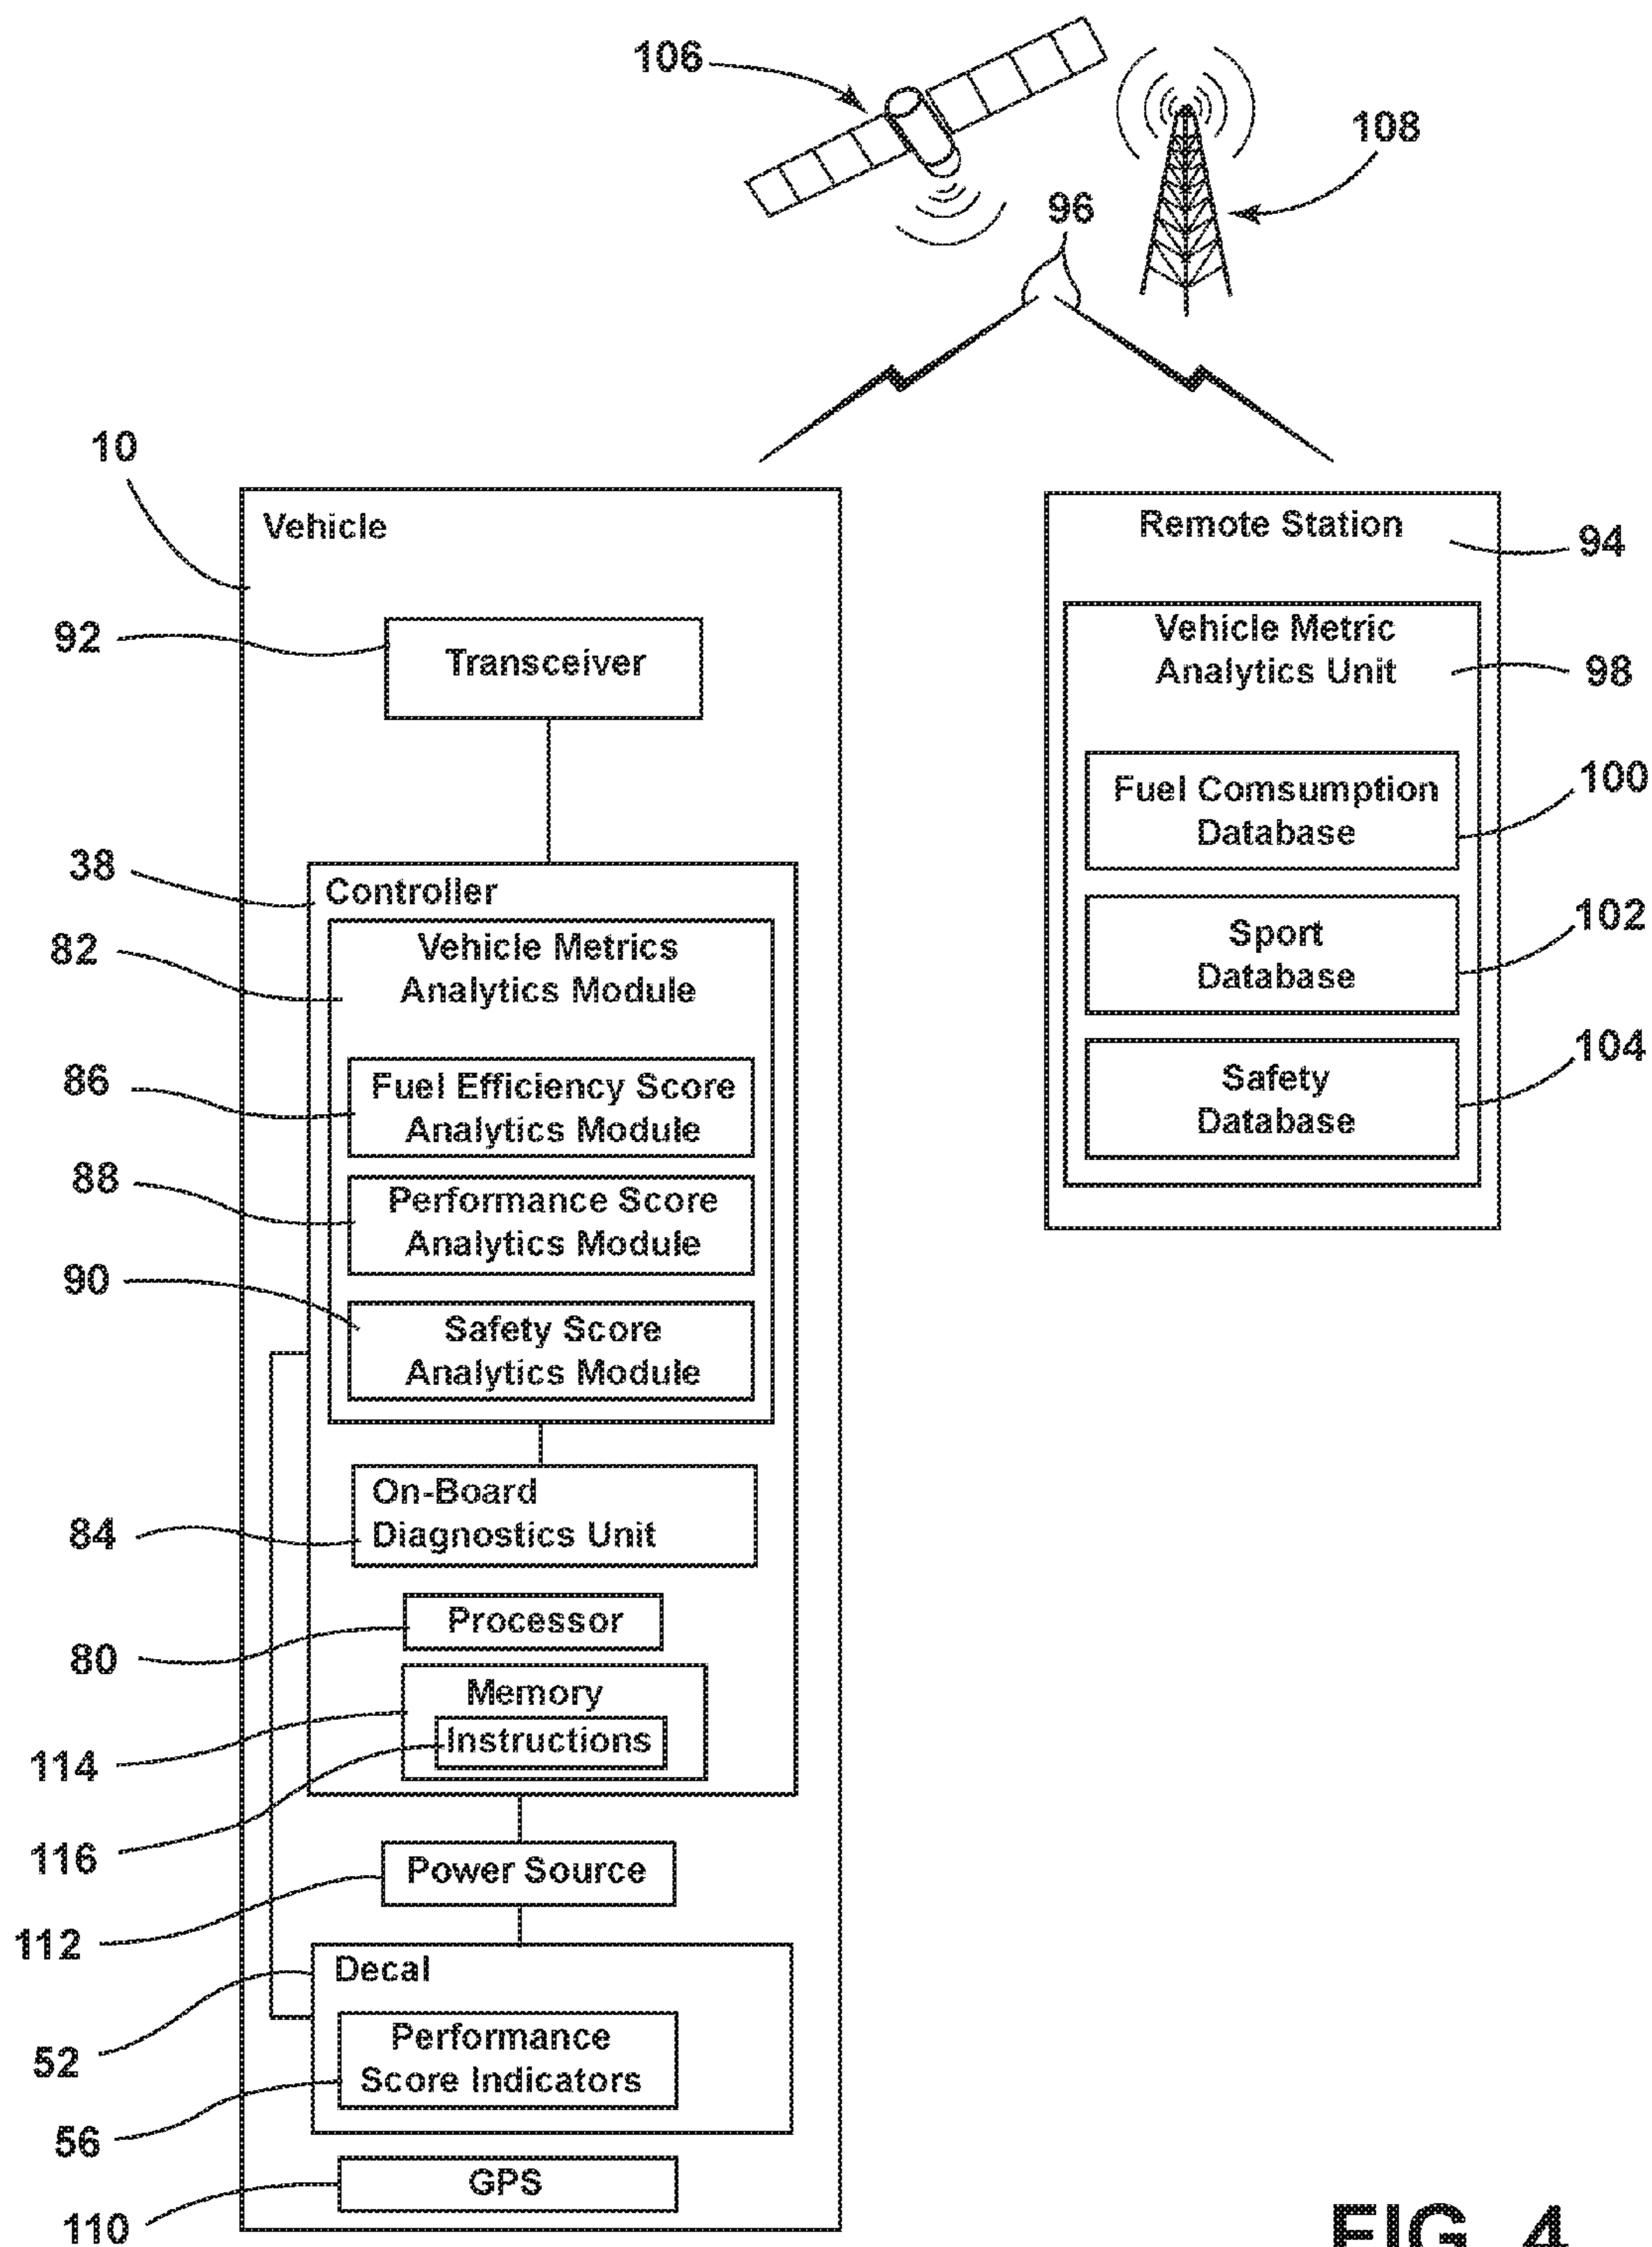 106
108
96
10
Vehicle
Remote Station
94
92
Transceiver
Vehicle Metric
Analytics Unit
98
Fuel Comsumption
Database
100
38
Controller
82
Vehicle Metrics
Analytics Module
Sport
Database
102
86
Fuel Efficiency Score
Analytics Module
Safety
Database
104
88
Performance Score
Analytics Module
90
Safety Score
Analytics Module
84
On-Board
Diagnostics Unit
80
Processor
114
Memory
Instructions
116
Power Source
112
Decal
52
Performance
Score Indicators
56
GPS
110
FIG. 4